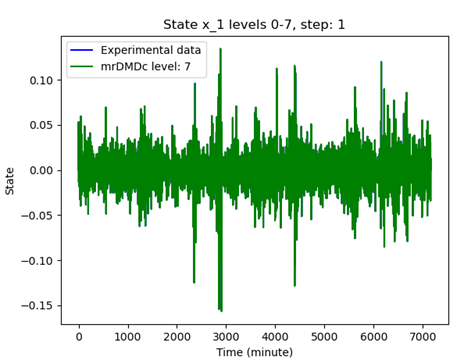 State x_1 levels 0-7, step: 1
Experimental data
mrDMDc level: 7
0.10
0.05
0.00
-0.05
-0.10
-0.15
State
0
1000
2000
3000
4000
5000
6000
7000
Time (minute)